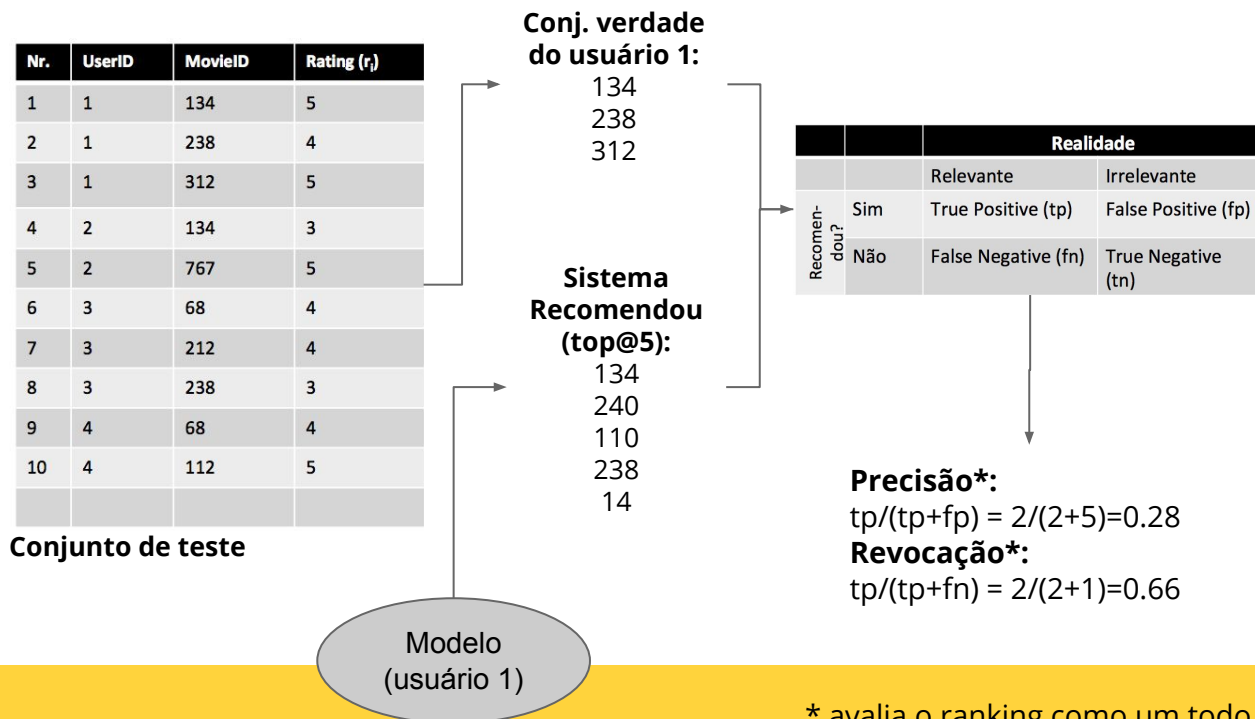 Nr. UserID MovieID Rating (ri)
1 1 134 5
2 1 238 4
3 1 312 5
4 2 134 3
5 2 767 5
6 3 68 4
7 3 212 4
8 3 238 3
9 4 68 4
10 4 112 5
Conjunto de teste
Conj. verdade
do usuário 1:
134
238
312
Sistema
Recomendou
(top@5):
134
240
110
238
14
Modelo
(usuário 1)
Realidade
Relevante Irrelevante
Recomen-
dou?
Sim True Positive (tp) False Positive (fp)
Não False Negative (fn) True Negative
(tn)
Precisão*:
tp/(tp+fp) = 2/(2+5)=0.28
Revocação*:
tp/(tp+fn) = 2/(2+1)=0.66
* avalia o ranking como um todo